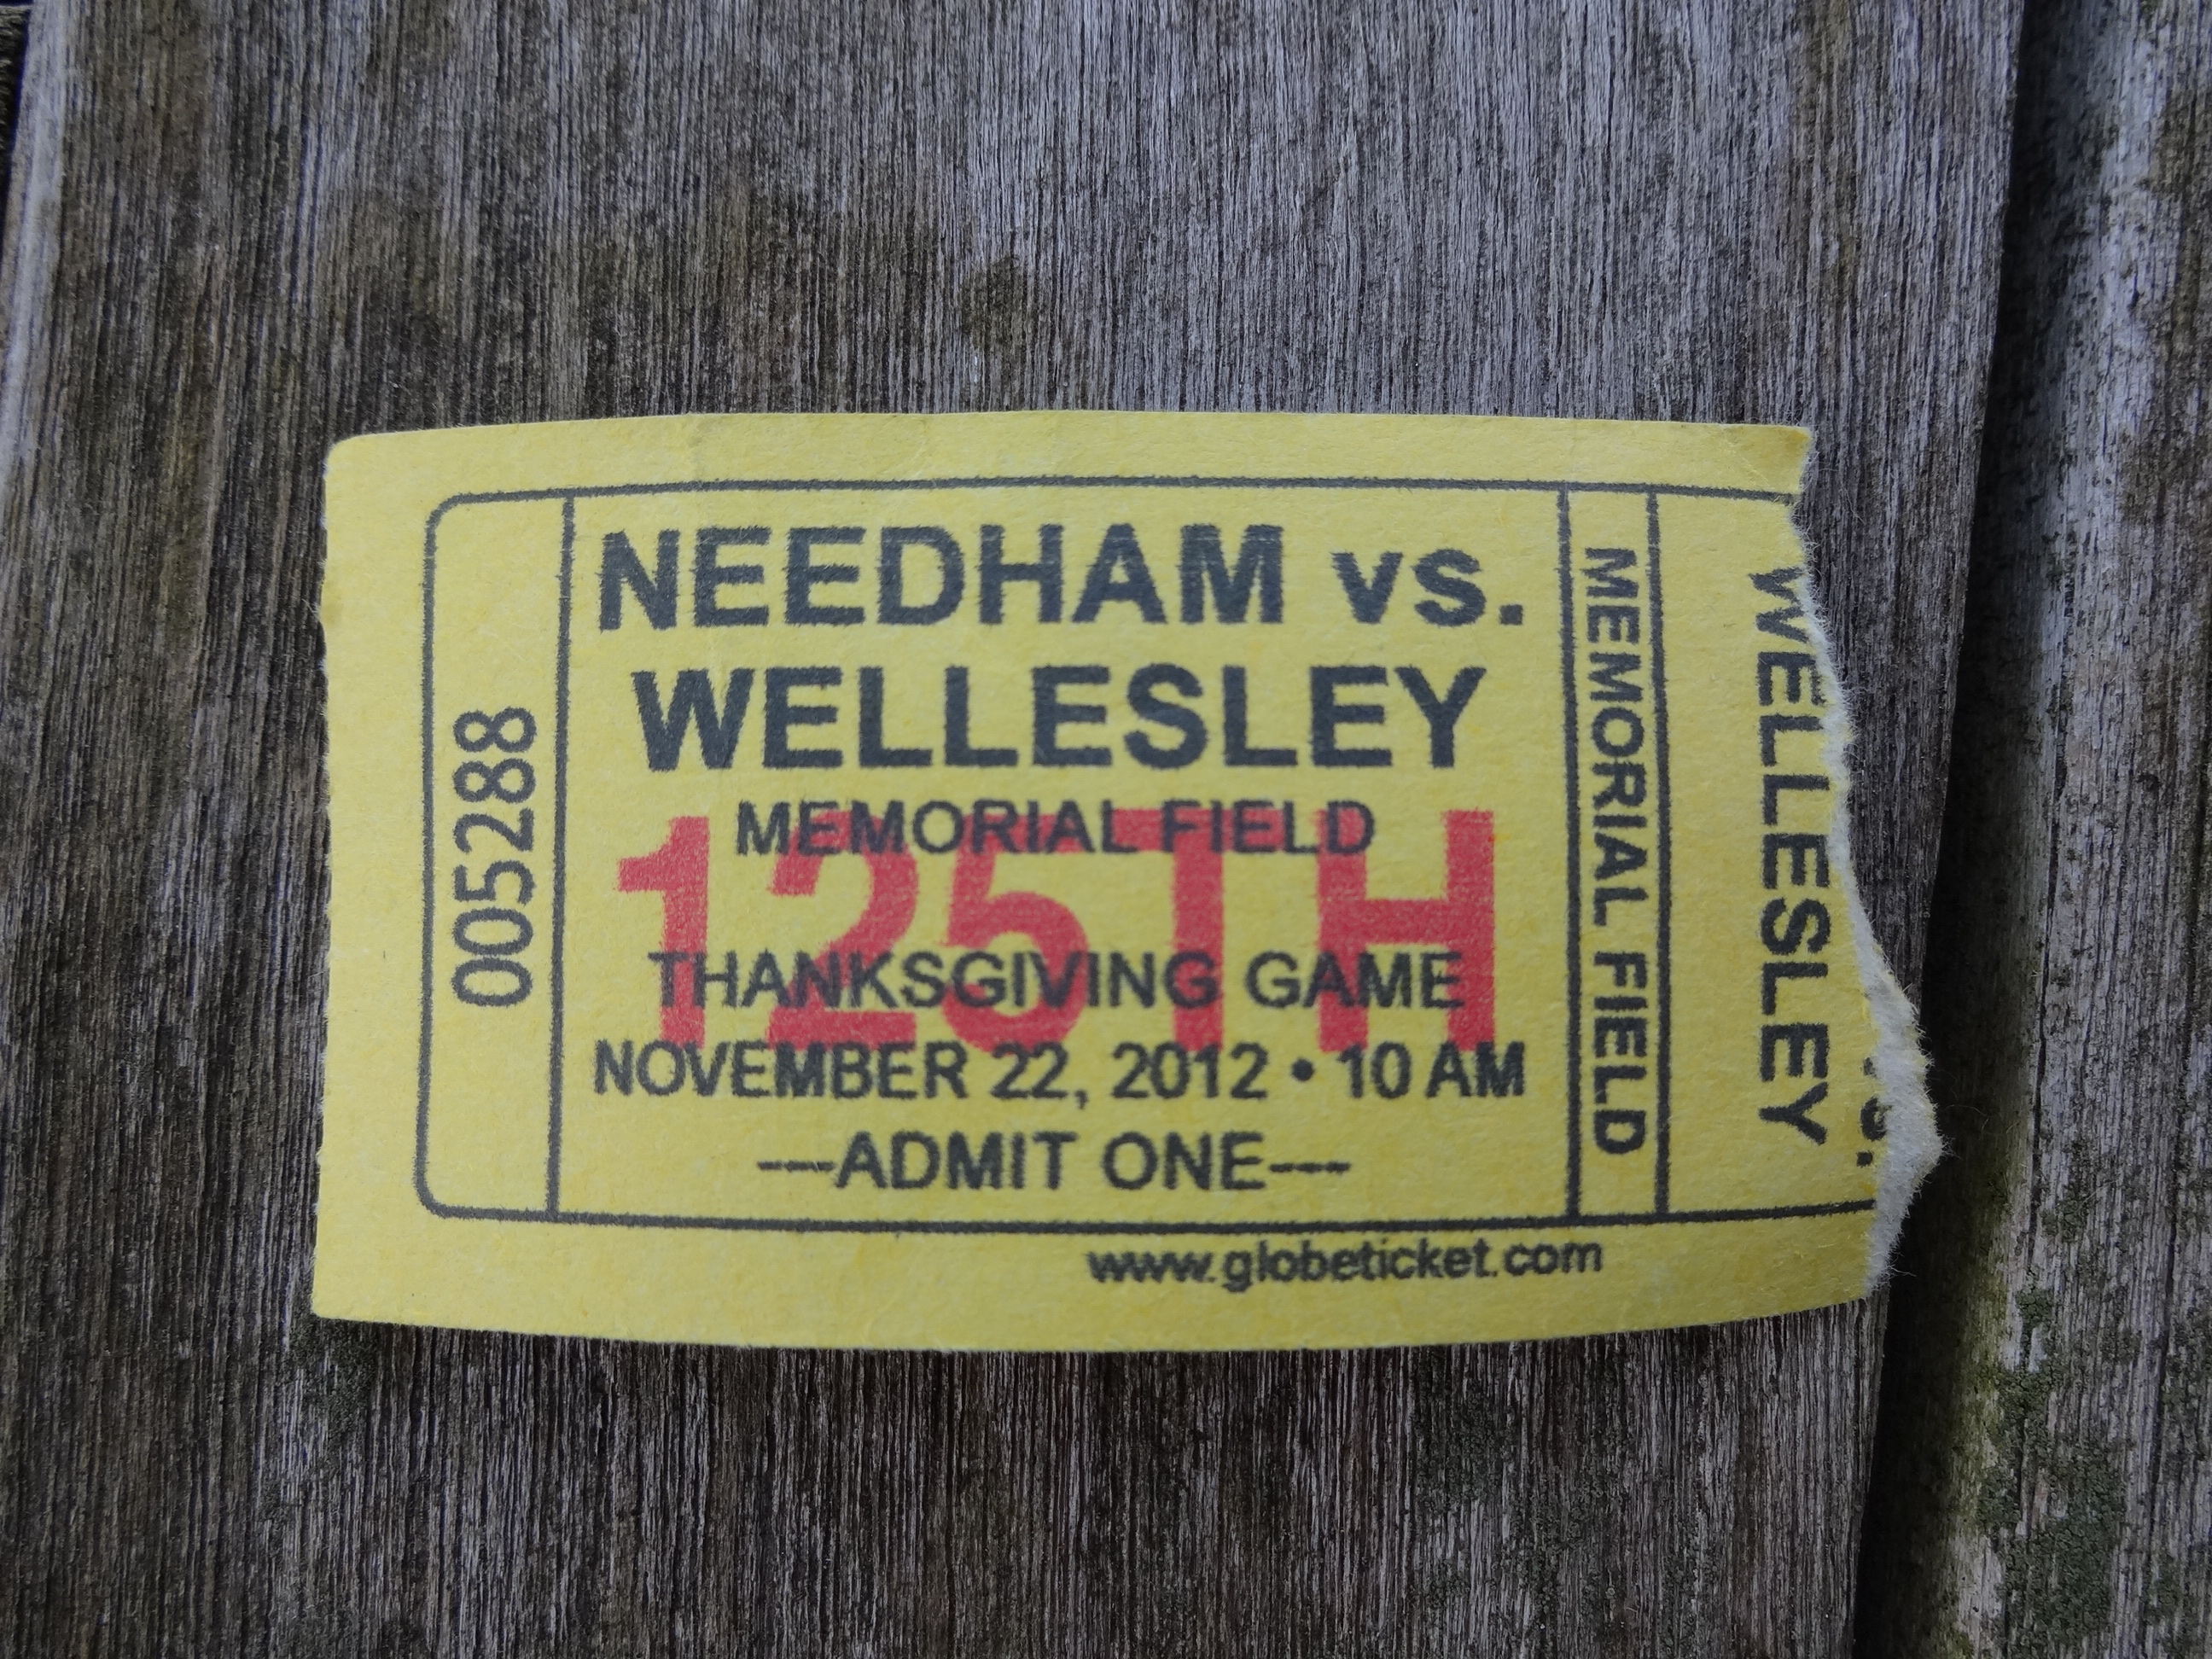 005288
NEEDHAM vs.
WELLESLEY
MEMORIAL FIELD
125TH
THANKSGIVING GAME
NOVEMBER 22, 2012 • 10 AM
---ADMIT ONE---
www.globeticket.com
MEMORIAL FIELD
WELLESLEY